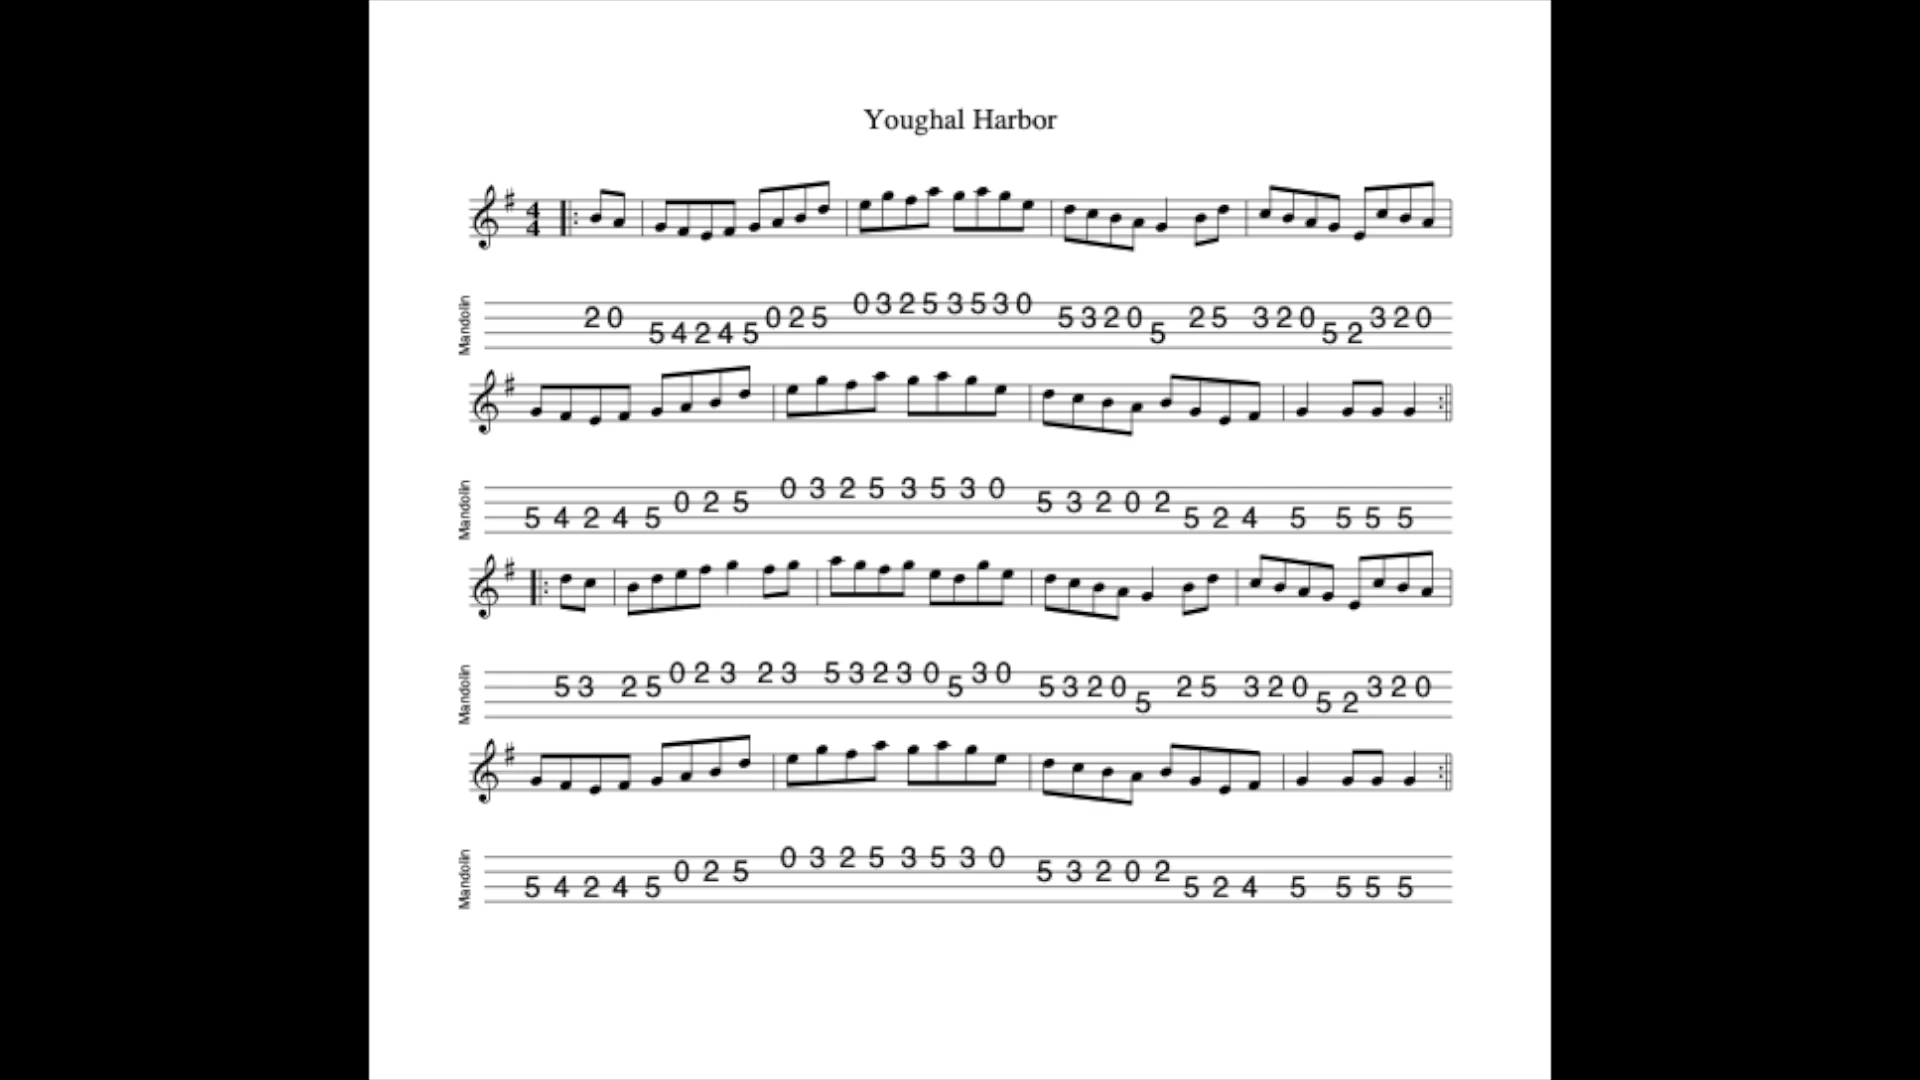 Youghal Harbor
4
4
Mandolin
2 0 5 4 2 4 5 0 2 5 0 3 2 5 3 5 3 0 5 3 2 0 5 2 5 3 2 0 5 2 3 2 0
Mandolin
5 4 2 4 5 0 2 5 0 3 2 5 3 5 3 0 5 3 2 0 2 5 2 4 5 5 5 5
Mandolin
5 3 2 5 0 2 3 2 3 5 3 2 3 0 5 3 0 5 3 2 0 5 2 5 3 2 0 5 2 3 2 0
Mandolin
5 4 2 4 5 0 2 5 0 3 2 5 3 5 3 0 5 3 2 0 2 5 2 4 5 5 5 5